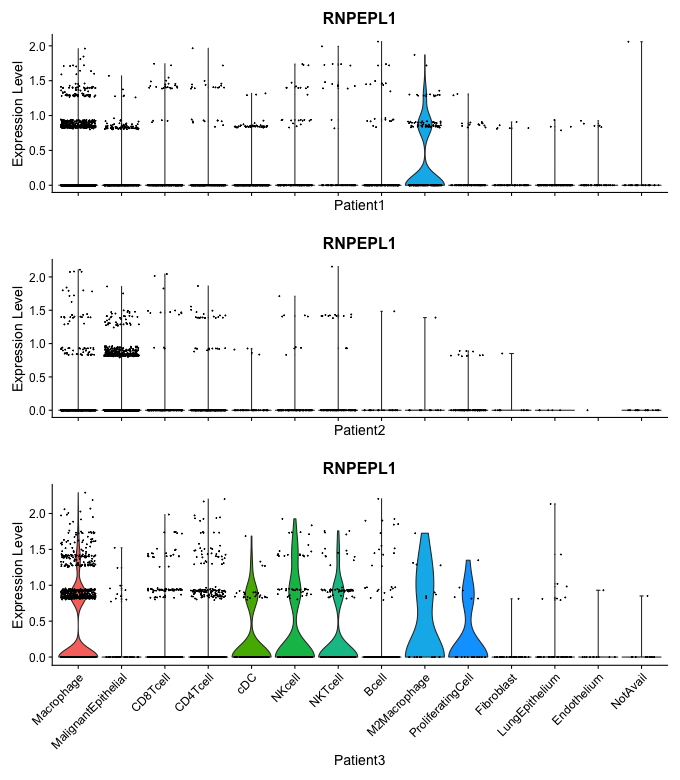 RNPEPL1
Expression Level
2.0
1.5
1.0
0.5
0.0
Patient1
RNPEPL1
Expression Level
2.0
1.5
1.0
0.5
0.0
Patient2
RNPEPL1
Expression Level
2.0
1.5
1.0
0.5
0.0
Macrophage
MalignantEpithelial
CD8Tcell
CD4Tcell
cDC
NKcell
NKTcell
Bcell
M2Macrophage
ProliferatingCell
Fibroblast
LungEpithelium
Endothelium
NotAvail
Patient3